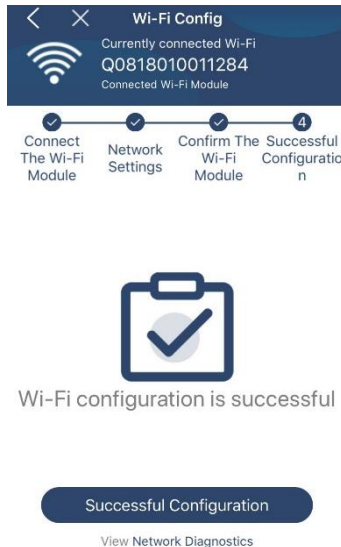 Wi-Fi Config
Currently connected Wi-Fi
Q0818010011284
Connected Wi-Fi Module
4
Connect
The Wi-Fi
Module
Network
Settings
Confirm The
Wi-Fi
Module
Successful
Configuratio
n
Wi-Fi configuration is successful
Successful Configuration
View Network Diagnostics